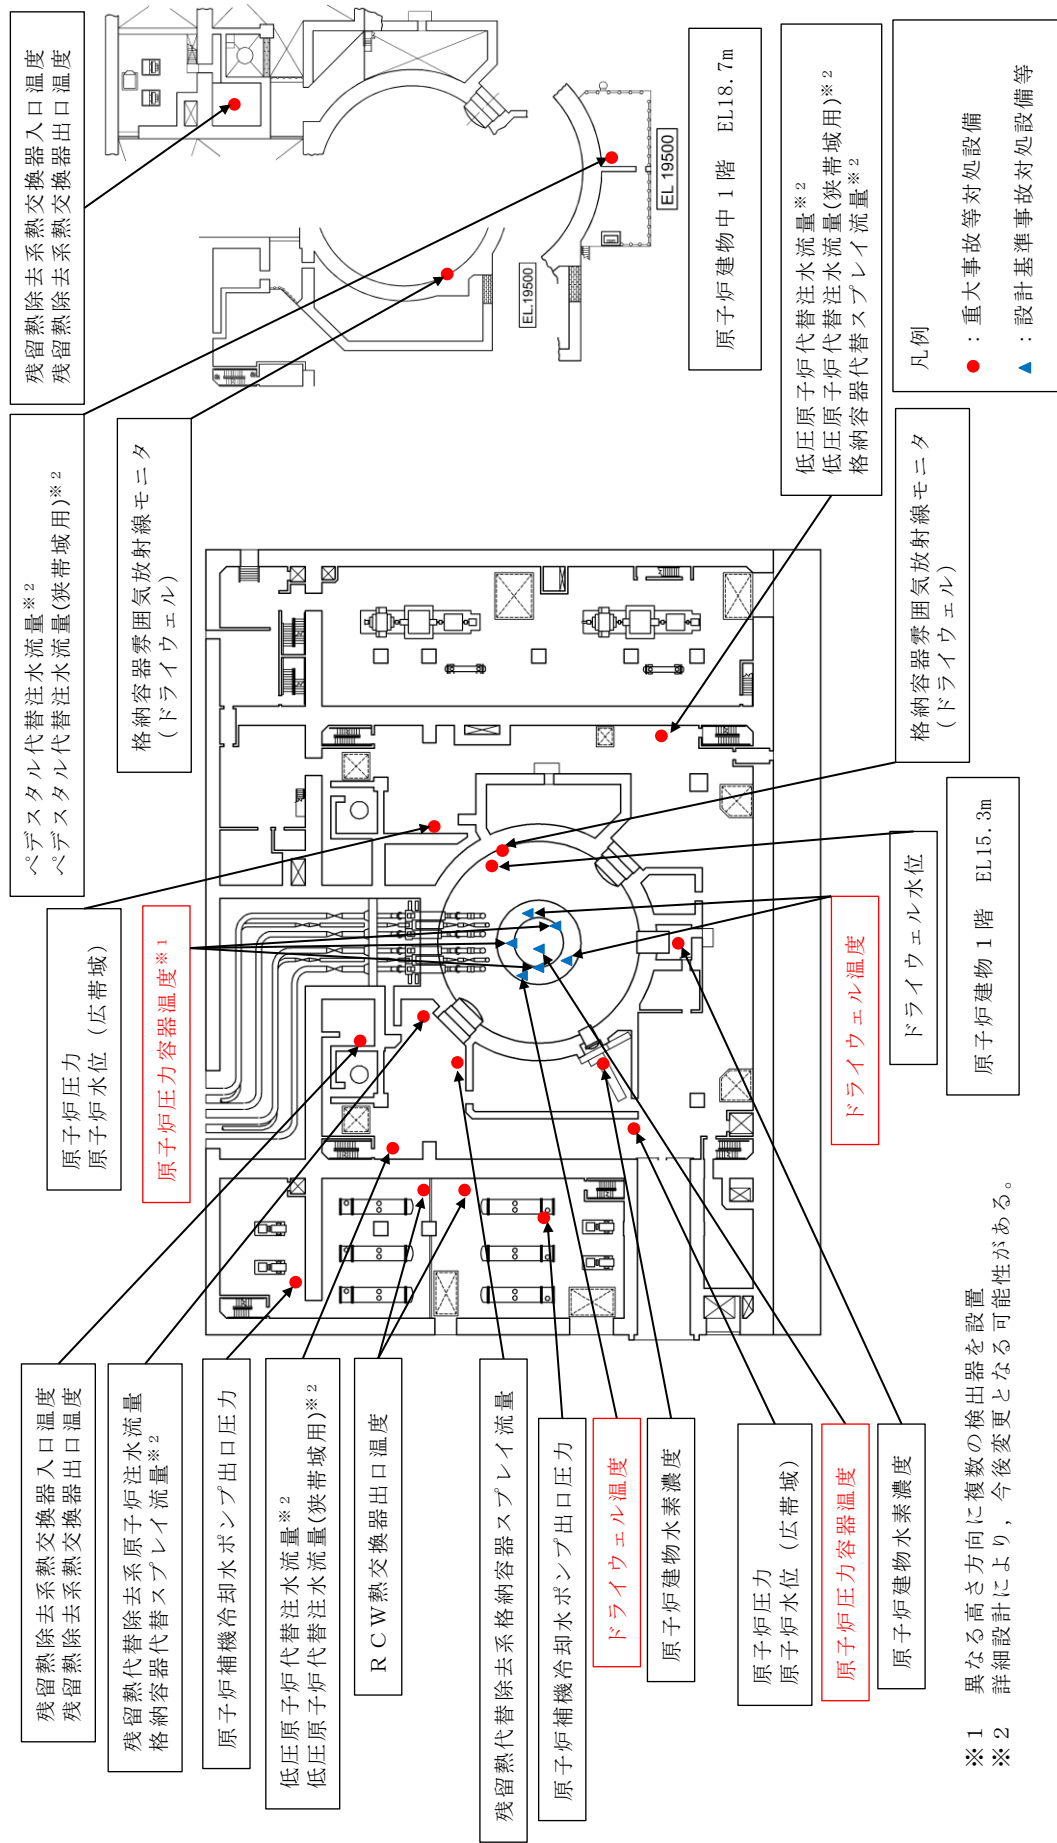 残留熱除去系熱交換器入口温度
残留熱除去系熱交換器出口温度
残留熱代替除去系原子炉注水流量
格納容器代替スプレイ流量※2
原子炉補機冷却水ポンプ出口圧力
低圧原子炉代替注水流量※2
低圧原子炉代替注水流量(狭帯域用)※2
RCW熱交換器出口温度
残留熱代替除去系格納容器スプレイ流量
原子炉補機冷却水ポンプ出口圧力
ドライウェル温度
原子炉建物水素濃度
原子炉圧力
原子炉水位（広帯域）
原子炉圧力容器温度
原子炉建物水素濃度
※1 異なる高さ方向に複数の検出器を設置
※2 詳細設計により，今後変更となる可能性がある。
原子炉圧力
原子炉水位（広帯域）
原子炉圧力容器温度※1
ペデスタル代替注水流量※2
ペデスタル代替注水流量(狭帯域用)※2
格納容器雰囲気放射線モニタ
（ドライウェル）
残留熱除去系熱交換器入口温度
残留熱除去系熱交換器出口温度
EL.19500
EL 19500
原子炉建物中1階 EL18.7m
低圧原子炉代替注水流量※2
低圧原子炉代替注水流量(狭帯域用)※2
格納容器代替スプレイ流量※2
格納容器雰囲気放射線モニタ
（ドライウェル）
ドライウェル水位
ドライウェル温度
原子炉建物1階 EL15.3m
凡例
●：重大事故等対処設備
▲：設計基準事故対処設備等